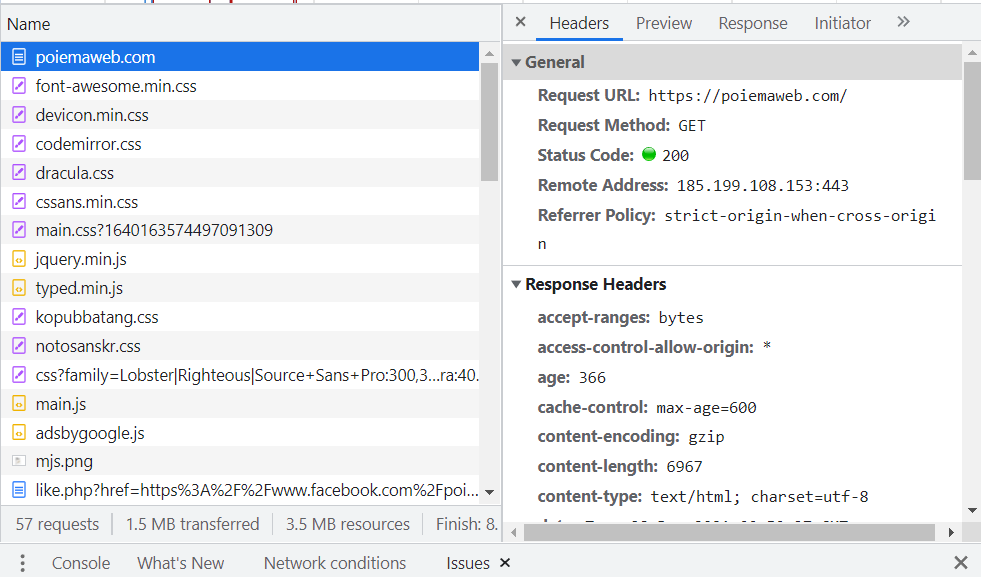 Name
poiemaweb.com
font-awesome.min.css
devicon.min.css
codemirror.css
dracula.css
cssans.min.css
main.css?1640163574497091309
jquery.min.js
typed.min.js
kopubbatang.css
notosanskr.css
css?family=Lobster|Righteous|Source+Sans+Pro:300,3...ra:40.
main.js
adsbygoogle.js
mjs.png
like.php?href=https%3A%2F%2Fwww.facebook.com%2Fpoi...
57 requests 1.5 MB transferred 3.5 MB resources Finish: 8.
Headers Preview Response Initiator
General
Request URL: https://poiemaweb.com/
Request Method: GET
Status Code: 200
Remote Address: 185.199.108.153:443
Referrer Policy: strict-origin-when-cross-origi
n
Response Headers
accept-ranges: bytes
access-control-allow-origin: *
age: 366
cache-control: max-age=600
content-encoding: gzip
content-length: 6967
content-type: text/html; charset=utf-8
Console What's New Network conditions Issues